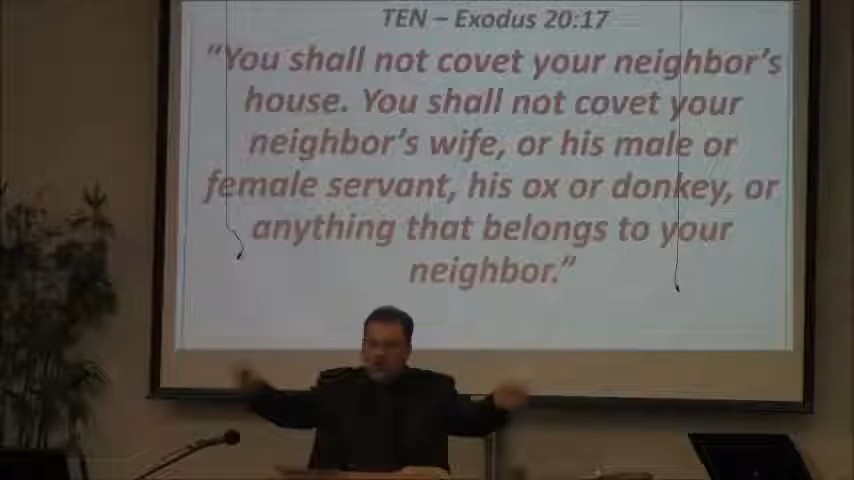 TEN – Exodus 20:17
“You shall not covet your neighbor’s
house. You shall not covet your
neighbor’s wife, or his male or
female servant, his ox or donkey, or
anything that belongs to your
neighbor.”